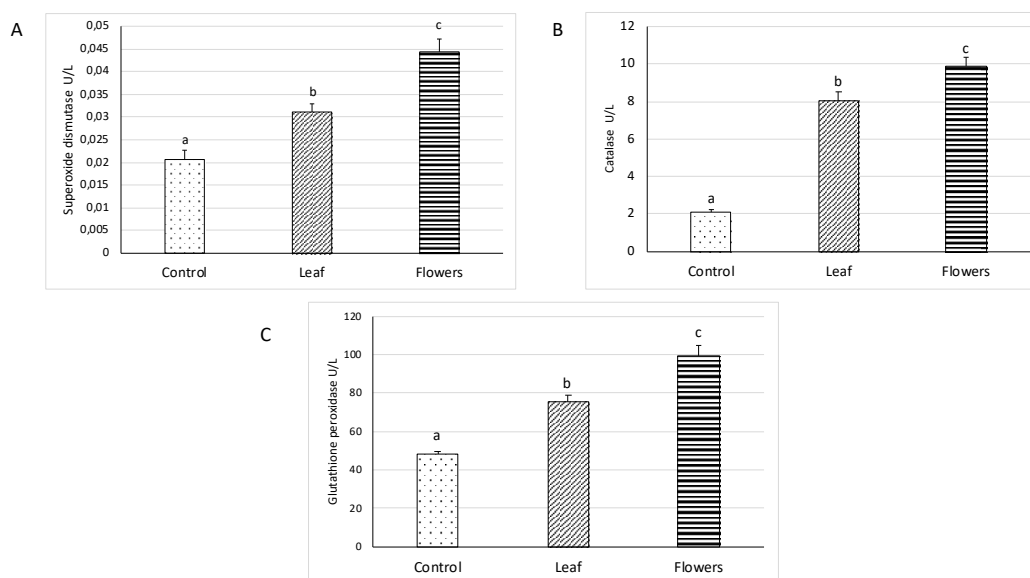 A
Superoxide dismutase U/L
0,05
0,045
0,04
0,035
0,03
0,025
0,02
0,015
0,01
0,005
0
a
b
c
Control Leaf Flowers
B
Catalase U/L
12
10
8
6
4
2
0
a
b
c
Control Leaf Flowers
C
Glutathione peroxidase U/L
120
100
80
60
40
20
0
a
b
c
Control Leaf Flowers